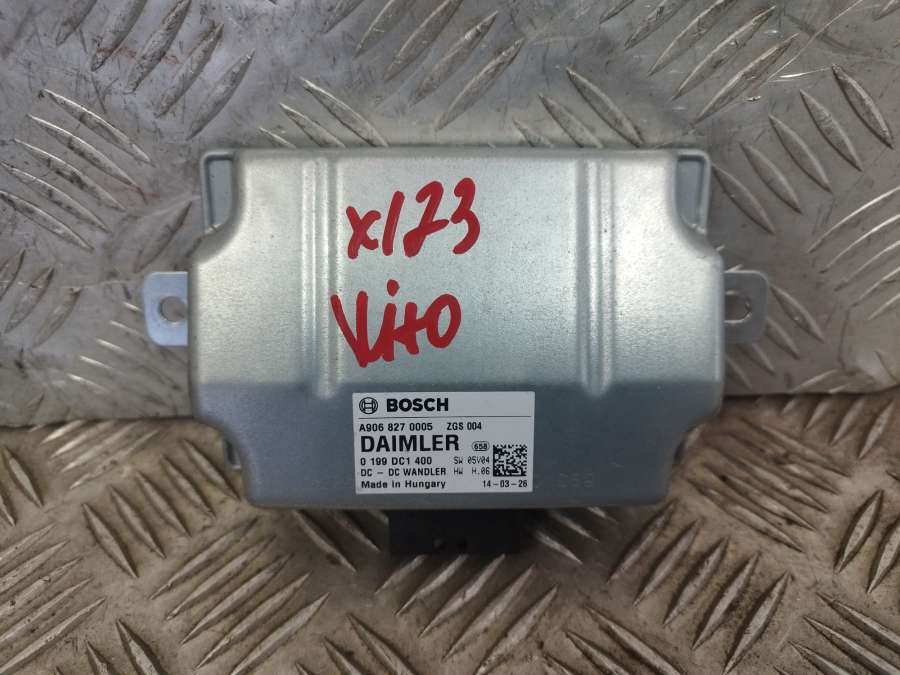 x123
Vito
BOSCH
A906 827 0005 ZGS 004
DAIMLER 658
0 199 DC1 400 SW 05V04
DC - DC WANDLER HW H.06
Made in Hungary 14-03-26